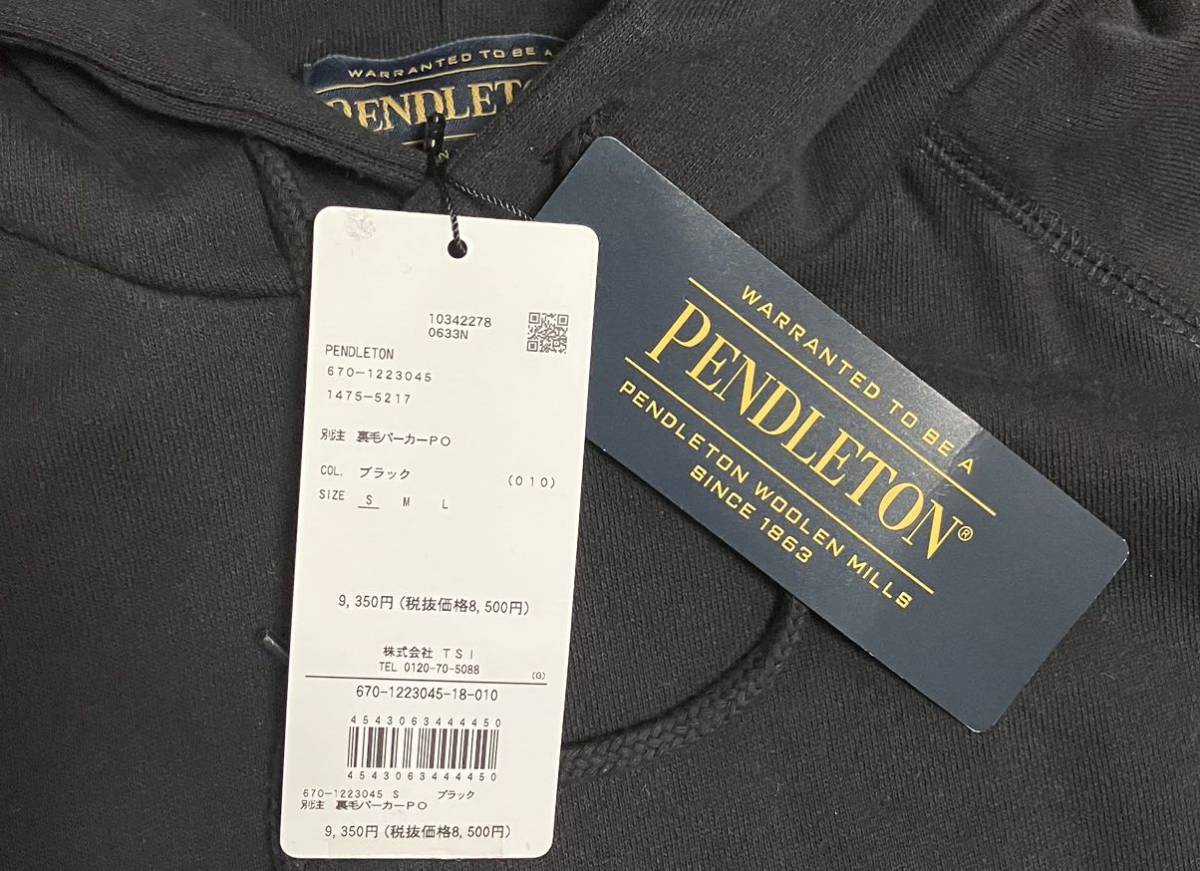 WARRANTED TO BE A
PENDLET
10342278
0633N
PENDLETON
670-1223045
1475-5217
別注 裏毛パーカーPO
COL. ブラック (010)
SIZE S M L
9,350円(税抜価格8,500円)
株式会社 TSI
TEL 0120-70-5088
(G)
670-1223045-18-010
4543063444450
4543063444450
670-1223045 S ブラック
別注 裏毛パーカーPO
9,350円(税抜価格8,500円)
WARRANTED TO BE A
PENDLETON®
PENDLETON WOOLEN MILLS
SINCE 1863